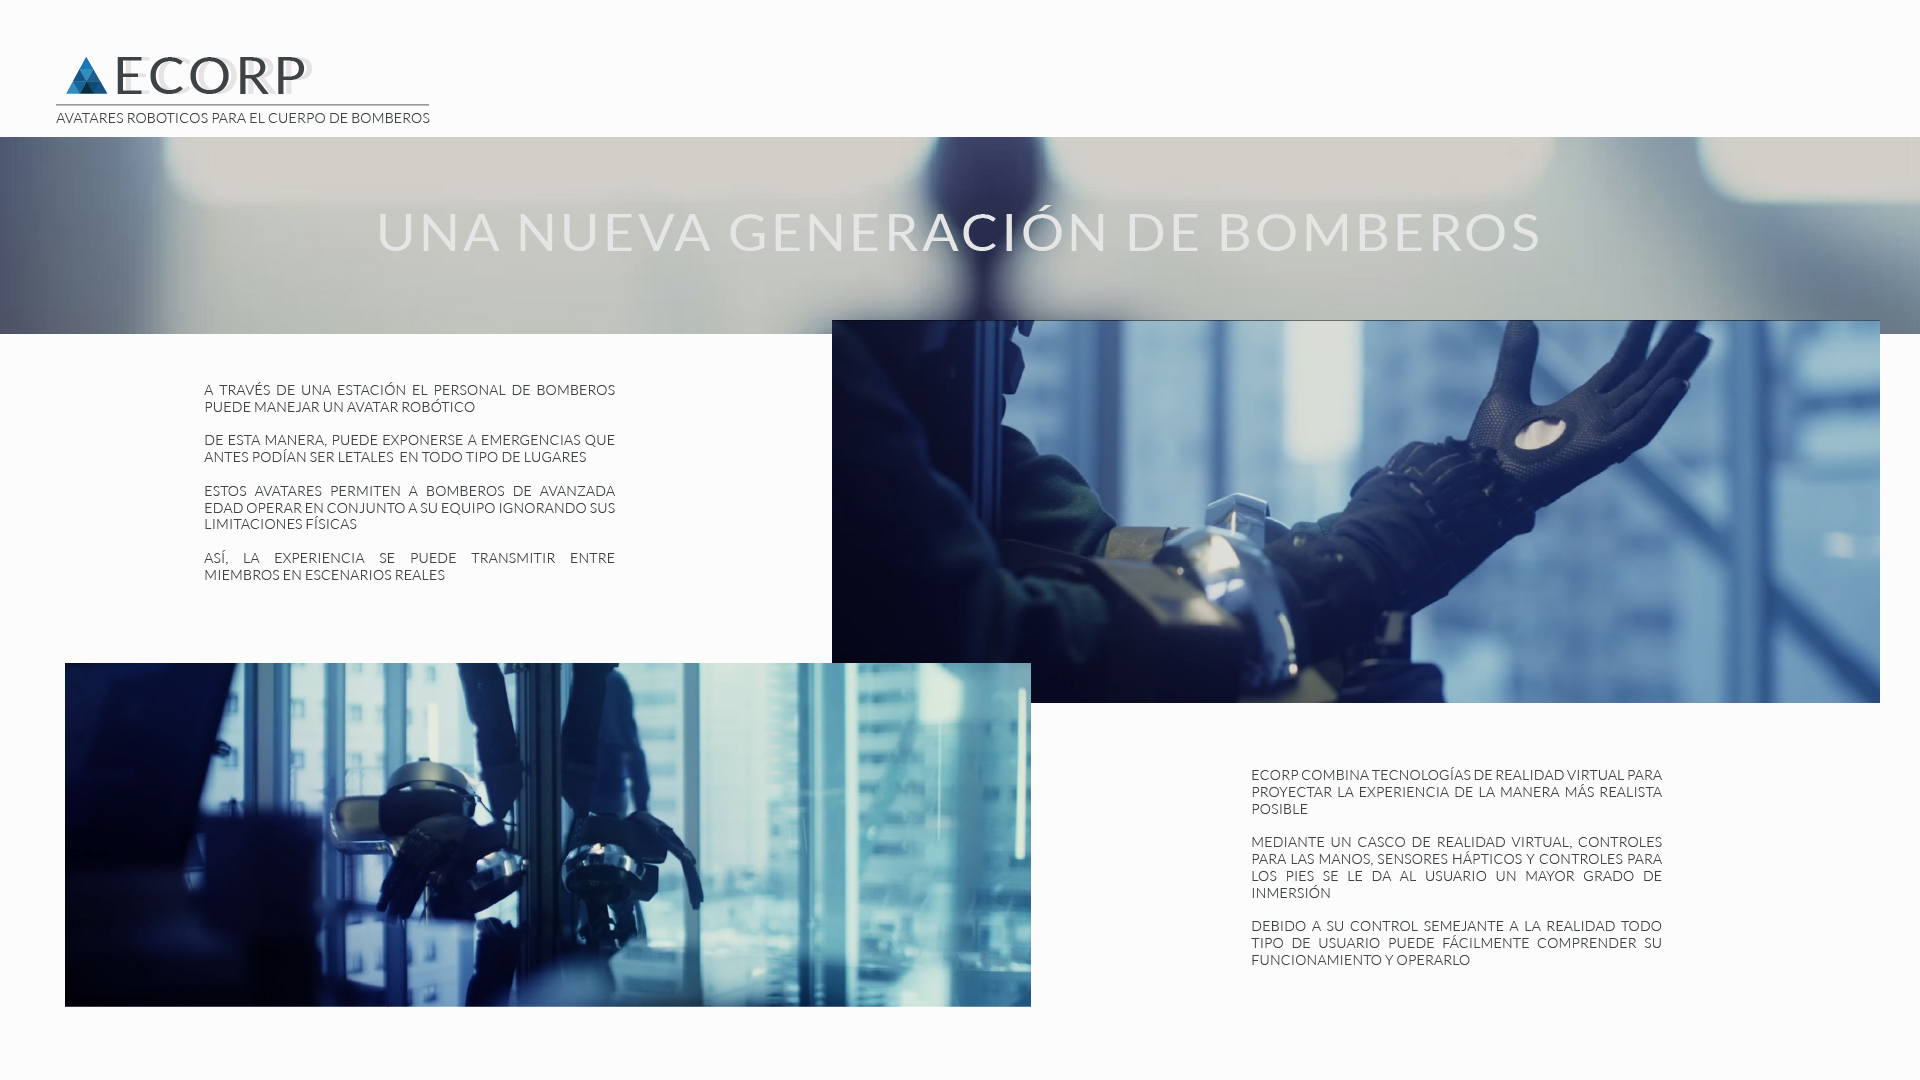 ECORP
AVATARES ROBOTICOS PARA EL CUERPO DE BOMBEROS
UNA NUEVA GENERACIÓN DE BOMBEROS
A TRAVÉS DE UNA ESTACIÓN EL PERSONAL DE BOMBEROS
PUEDE MANEJAR UN AVATAR ROBÓTICO
DE ESTA MANERA, PUEDE EXPONERSE A EMERGENCIAS QUE
ANTES PODÍAN SER LETALES EN TODO TIPO DE LUGARES
ESTOS AVATARES PERMITEN A BOMBEROS DE AVANZADA
EDAD OPERAR EN CONJUNTO A SU EQUIPO IGNORANDO SUS
LIMITACIONES FÍSICAS
ASÍ, LA EXPERIENCIA SE PUEDE TRANSMITIR ENTRE
MIEMBROS EN ESCENARIOS REALES
ECORP COMBINA TECNOLOGÍAS DE REALIDAD VIRTUAL PARA
PROYECTAR LA EXPERIENCIA DE LA MANERA MÁS REALISTA
POSIBLE
MEDIANTE UN CASCO DE REALIDAD VIRTUAL, CONTROLES
PARA LAS MANOS, SENSORES HÁPTICOS Y CONTROLES PARA
LOS PIES SE LE DA AL USUARIO UN MAYOR GRADO DE
INMERSIÓN
DEBIDO A SU CONTROL SEMEJANTE A LA REALIDAD TODO
TIPO DE USUARIO PUEDE FÁCILMENTE COMPRENDER SU
FUNCIONAMIENTO Y OPERARLO